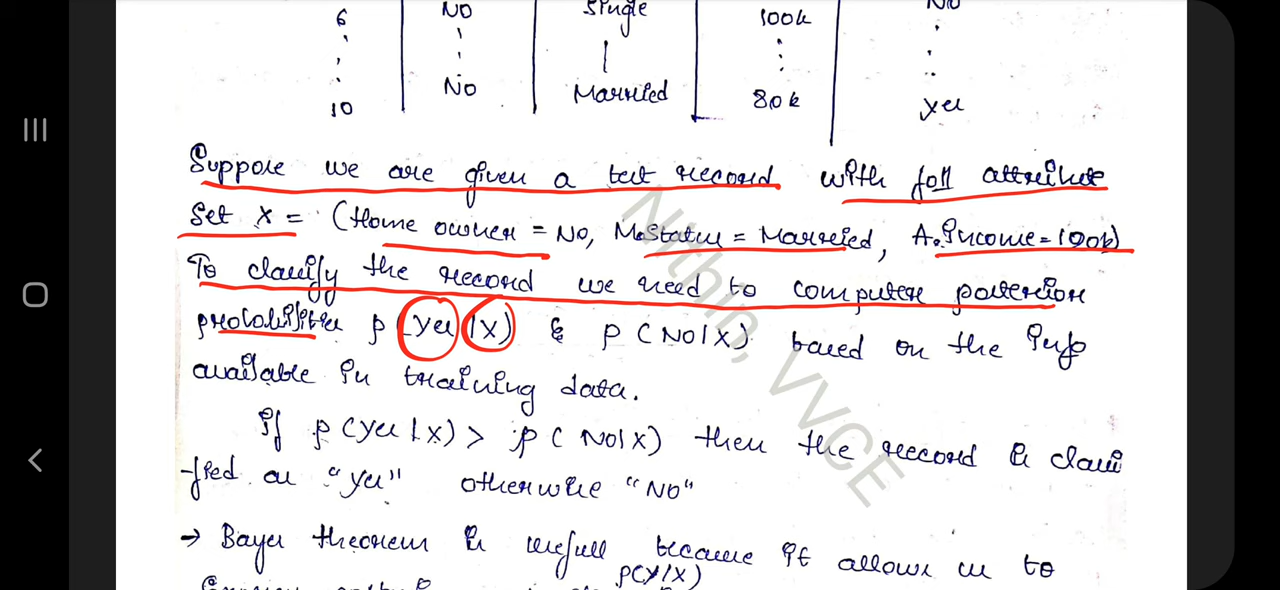 6 NO Single 100k No
10 NO Married 80k yes
Suppose we are given a test record with foll attribute
Set X = (Home owner = No, M.Status = Married, A.Income = 100k)
To classify the record we need to computer posterior
probabilities p (yes | X) & p (NO | X) based on the Info
available in training data.
If p (yes | X) > p (NO | X) then the record is classi
-fied as "yes" otherwise "NO"
→ Bayes theorem is usefull because it allows us to
P(Y/X)
Nithin, VVCE